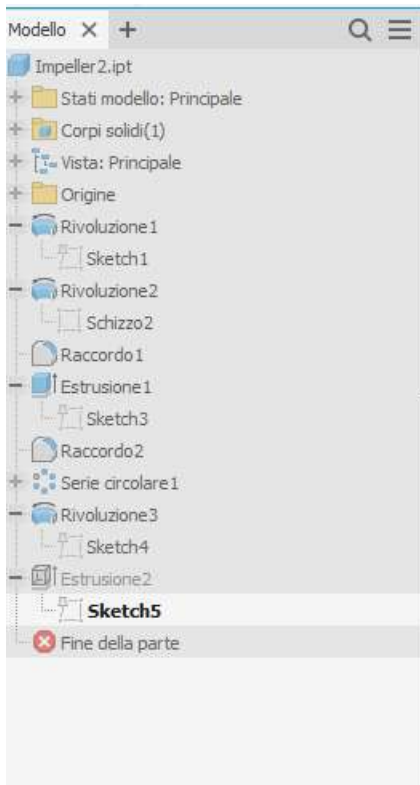 Modello
Impeller2.ipt
Stati modello: Principale
Corpi solidi(1)
Vista: Principale
Origine
Rivoluzione1
Sketch1
Rivoluzione2
Schizzo2
Raccordo1
Estrusione1
Sketch3
Raccordo2
Serie circolare1
Rivoluzione3
Sketch4
Estrusione2
Sketch5
Fine della parte